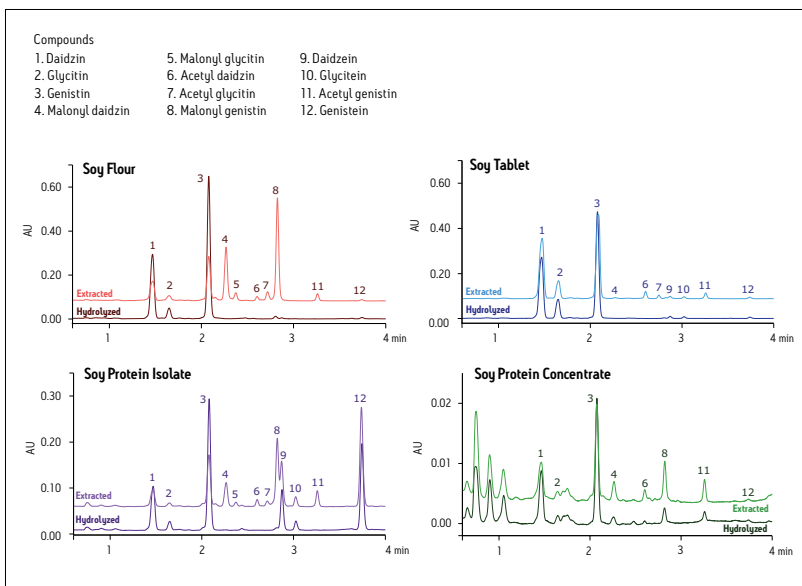 Compounds
1. Daidzin
2. Glycitin
3. Genistin
4. Malonyl daidzin
5. Malonyl glycitin
6. Acetyl daidzin
7. Acetyl glycitin
8. Malonyl genistin
9. Daidzein
10. Glycitein
11. Acetyl genistin
12. Genistein
Soy Flour
AU
0.60
0.40
0.20
0.00
1 2 3 4 5 6 7 8 11 12
Extracted
Hydrolyzed
1 2 3 4 min
Soy Tablet
AU
0.60
0.40
0.20
0.00
1 2 3 4 6 7 8 9 10 11 12
Extracted
Hydrolyzed
1 2 3 4 min
Soy Protein Isolate
AU
0.30
0.10
0.00
1 2 3 4 5 6 7 8 9 10 11 12
Extracted
Hydrolyzed
1 2 3 4 min
Soy Protein Concentrate
AU
0.02
0.01
0.00
1 2 3 4 6 8 11 12
Extracted
Hydrolyzed
1 2 3 4 min